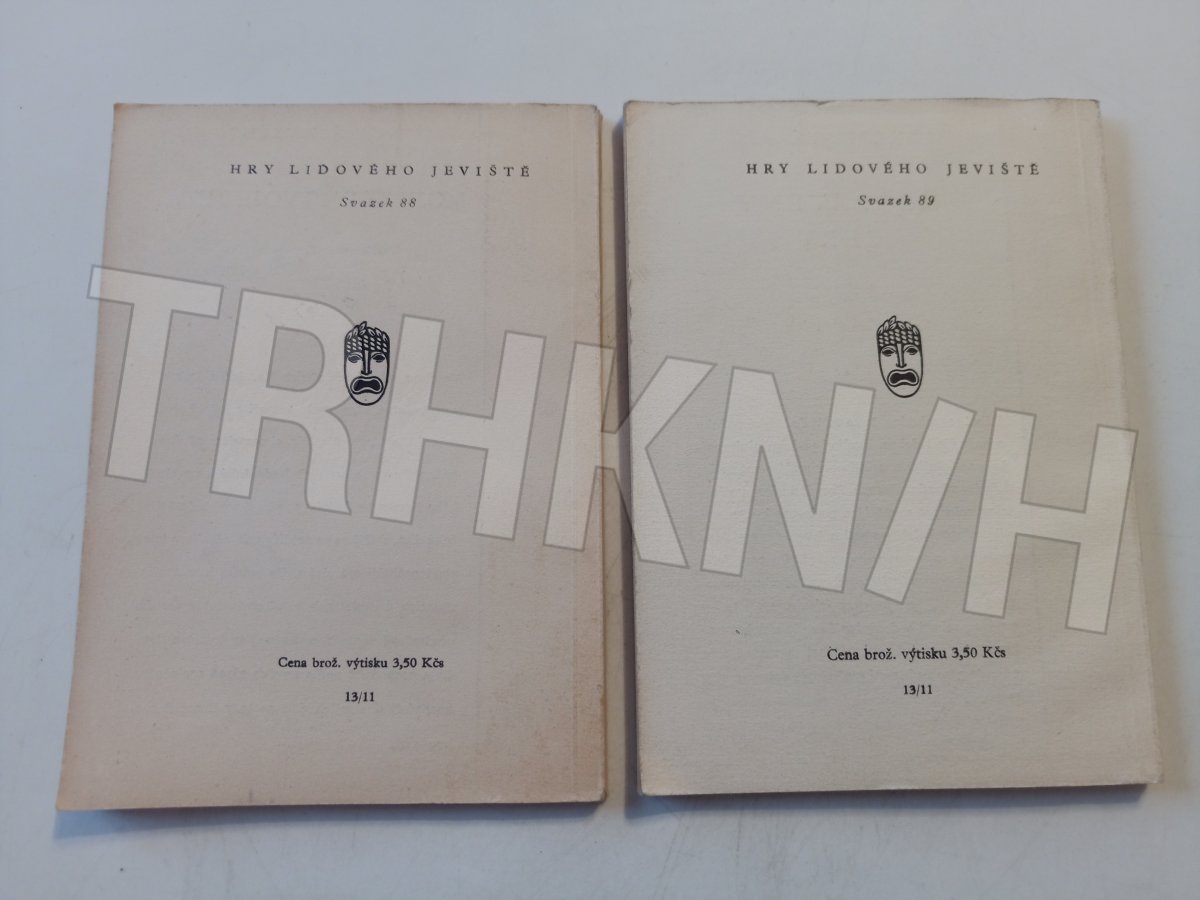 HRY LIDOVÉHO JEVIŠTĚ
Svazek 88
Cena brož. výtisku 3,50 Kčs
13/11
HRY LIDOVÉHO JEVIŠTĚ
Svazek 89
Cena brož. výtisku 3,50 Kčs
13/11
TRHKN/H